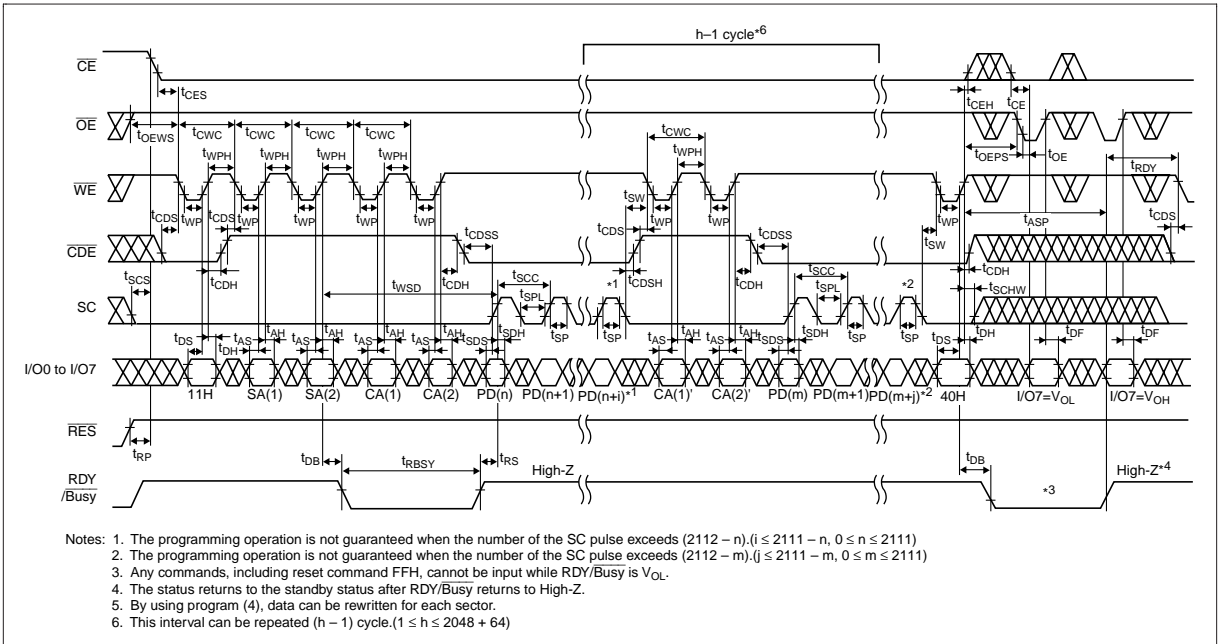 h–1 cycle*6
CE
tCES tCEH tCE
OE
tOEWS tCWC tCWC tCWC tCWC tCWC tOEPS tOE
tWPH tWPH tWPH tWPH tWPH tRDY
WE
tCDS tWP tCDS tWP tWP tWP tWP tSW tWP tWP tWP tSW tASP tCDS
CDE
tCDS tCDSS tCDSS
tSCS tCDH tWSD tCDH tSCC tCDSH tCDH tSCC tCDH
tSPL *1 tSPL *2 tSCHW
SC
tDS tDH tAS tAH tAS tAH tAS tAH tAS tAH tSDS tSDH tSP tSP tAS tAH tAS tAH tSDS tSDH tSP tSP tDS tDH tDF tDF
I/O0 to I/O7
11H SA(1) SA(2) CA(1) CA(2) PD(n) PD(n+1) PD(n+i)*1 CA(1)' CA(2)' PD(m) PD(m+1) PD(m+j)*2 40H I/O7=VOL I/O7=VOH
RES
tRP tDB tRBSY tRS High-Z tDB High-Z*4
RDY
/Busy
*3
Notes: 1. The programming operation is not guaranteed when the number of the SC pulse exceeds (2112 – n).(i ≤ 2111 – n, 0 ≤ n ≤ 2111)
2. The programming operation is not guaranteed when the number of the SC pulse exceeds (2112 – m).(j ≤ 2111 – m, 0 ≤ m ≤ 2111)
3. Any commands, including reset command FFH, cannot be input while RDY/Busy is VOL.
4. The status returns to the standby status after RDY/Busy returns to High-Z.
5. By using program (4), data can be rewritten for each sector.
6. This interval can be repeated (h – 1) cycle.(1 ≤ h ≤ 2048 + 64)